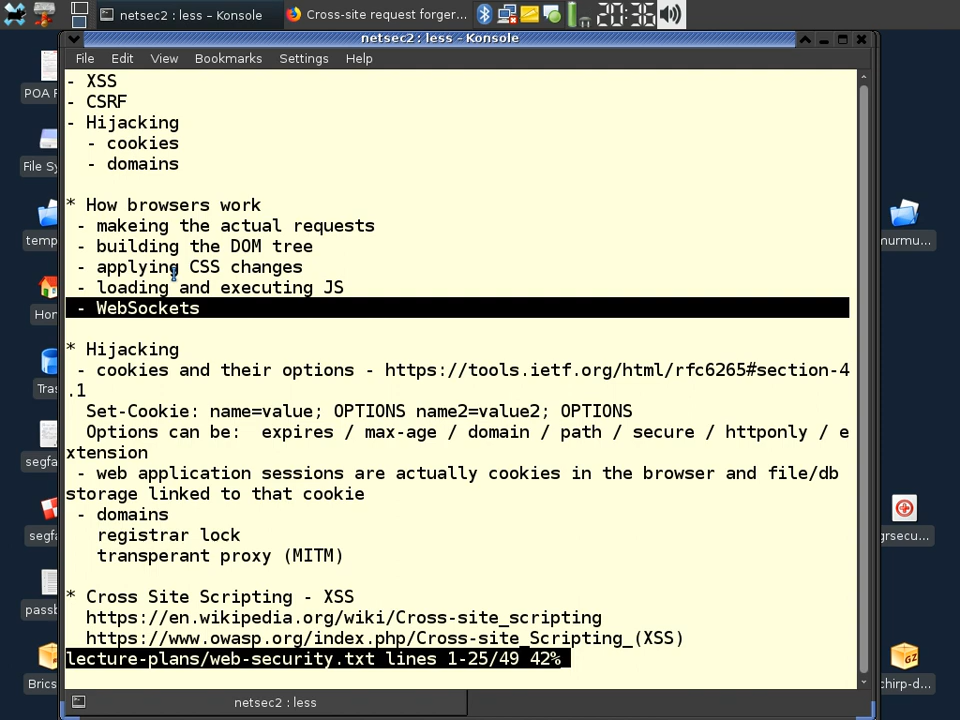 netsec2 : less – Konsole
Cross-site request forger...
20:36
netsec2 : less – Konsole
File Edit View Bookmarks Settings Help
- XSS
- CSRF
- Hijacking
- cookies
- domains
* How browsers work
- makeing the actual requests
- building the DOM tree
- applying CSS changes
- loading and executing JS
- WebSockets
* Hijacking
- cookies and their options - https://tools.ietf.org/html/rfc6265#section-4
.1
Set-Cookie: name=value; OPTIONS name2=value2; OPTIONS
Options can be:  expires / max-age / domain / path / secure / httponly / e
xtension
- web application sessions are actually cookies in the browser and file/db
storage linked to that cookie
- domains
registrar lock
transperant proxy (MITM)
* Cross Site Scripting - XSS
https://en.wikipedia.org/wiki/Cross-site_scripting
https://www.owasp.org/index.php/Cross-site_Scripting_(XSS)
lecture-plans/web-security.txt lines 1-25/49 42%
netsec2 : less
POA
File Sy
temp
Hor
Tras
segfa
segfa
passb
Brics
murmu...
grsecu...
GZ
chirp-d...